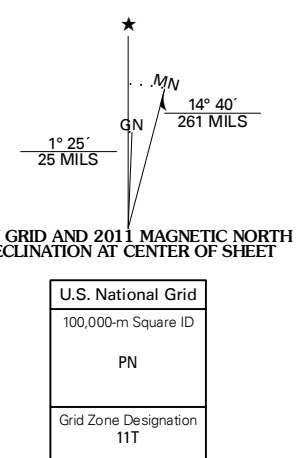 MN
GN
14° 40´
261 MILS
1° 25´
25 MILS
GRID AND 2011 MAGNETIC NORTH
AT CENTER OF SHEET
U.S. National Grid
100,000-m Square ID
PN
Grid Zone Designation
11T